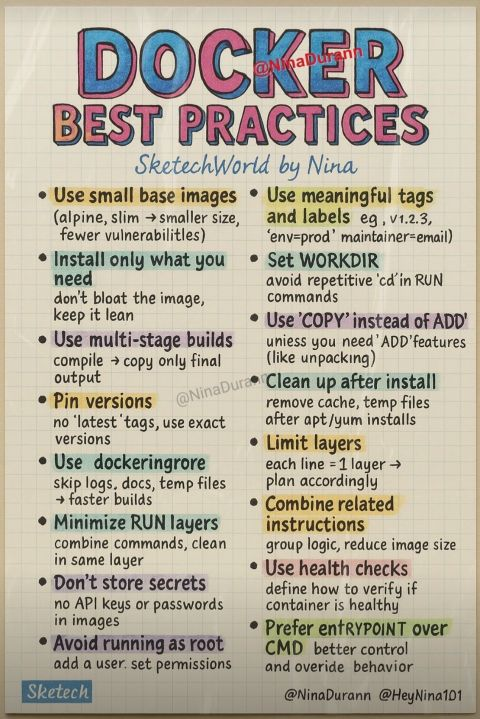 DOCKER
@NinaDurann
BEST PRACTICES
SketechWorld by Nina
• Use small base images
(alpine, slim → smaller size,
fewer vulnerabilitles)
• Install only what you
need
don't bloat the image,
keep it lean
• Use multi-stage builds
compile → copy only final
output
• Pin versions
no 'latest' tags, use exact
versions
• Use dockeringrore
skip logs, docs, temp files
→ faster builds
• Minimize RUN layers
combine commands, clean
in same layer
• Don't store secrets
no API keys or passwords
in images
• Avoid running as root
add a user. set permissions
• Use meaningful tags
and labels eg, v1.2.3,
'env=prod' maintainer=email)
• Set WORKDIR
avoid repetitive 'cd' in RUN
commands
• Use 'COPY' instead of ADD'
uniess you need 'ADD' features
(like unpacking)
• Clean up after install
remove cache, temp files
after apt/yum installs
• Limit layers
each line = 1 layer →
plan accordingly
• Combine related
instructions
group logic, reduce image size
• Use health checks
define how to verify if
container is healthy
• Prefer entRYPOINT over
CMD better control
and overide behavior
@NinaDurann
Sketech
@NinaDurann @HeyNina101